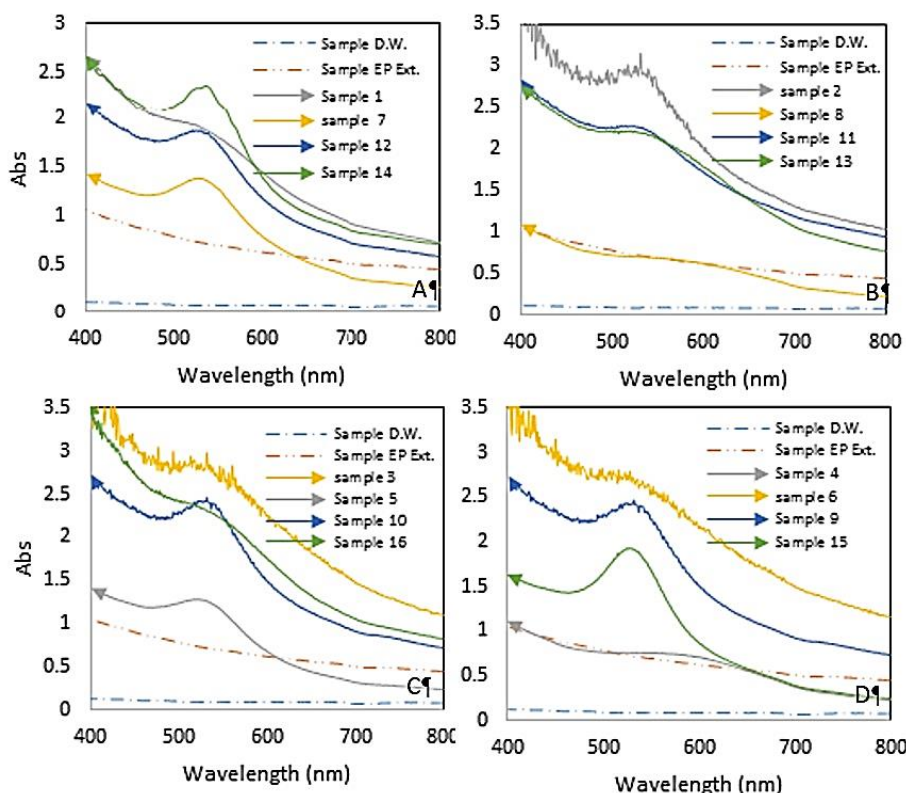 3
2.5
2
1.5
1
0.5
0
Abs
Sample D.W.
Sample EP Ext.
Sample 1
sample 7
Sample 12
Sample 14
A¶
400 500 600 700 800
Wavelength (nm)
3.5
3
2.5
2
1.5
1
0.5
0
Sample D.W.
Sample EP Ext.
sample 2
Sample 8
Sample 11
Sample 13
B¶
400 500 600 700 800
Wavelength (nm)
3.5
3
2.5
2
1.5
1
0.5
0
Abs
Sample D.W.
Sample EP Ext.
sample 3
Sample 5
Sample 10
Sample 16
C¶
400 500 600 700 800
Wavelength (nm)
3.5
3
2.5
2
1.5
1
0.5
0
Sample D.W.
Sample EP Ext.
Sample 4
sample 6
Sample 9
Sample 15
D¶
400 500 600 700 800
Wavelength (nm)